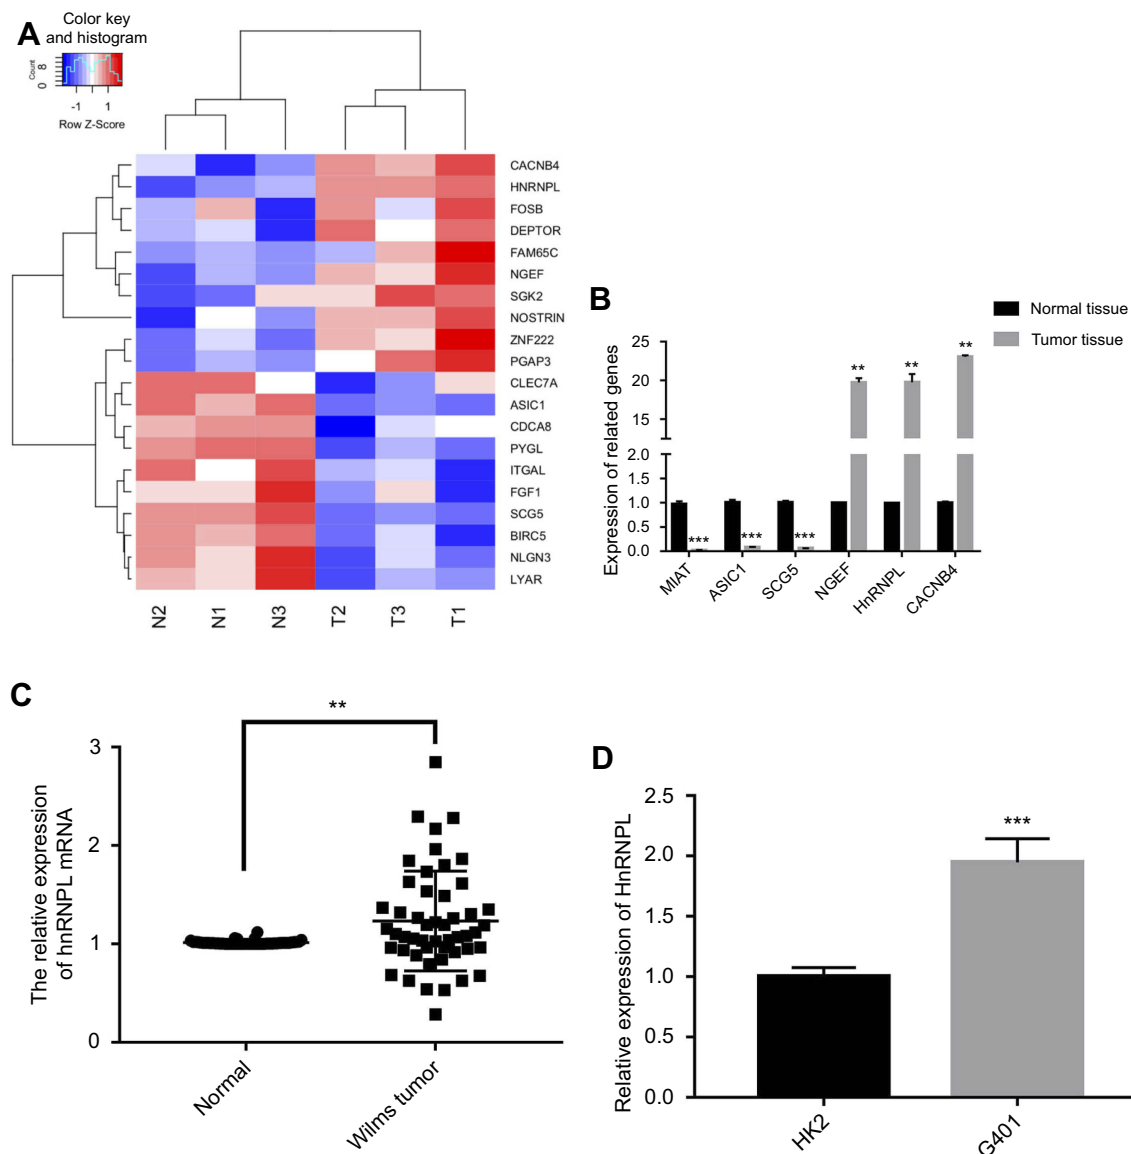 A
Color key
and histogram
Count
0
8
-1
1
Row Z-Score
CACNB4
HNRNPL
FOSB
DEPTOR
FAM65C
NGEF
SGK2
NOSTRIN
ZNF222
PGAP3
CLEC7A
ASIC1
CDCA8
PYGL
ITGAL
FGF1
SCG5
BIRC5
NLGN3
LYAR
N2
N1
N3
T2
T3
T1
B
Normal tissue
Tumor tissue
Expression of related genes
25
20
15
2.0
1.5
1.0
0.5
0.0
***
***
***
**
**
**
MIAT
ASIC1
SCG5
NGEF
HnRNPL
CACNB4
C
**
The relative expression
of hnRNPL mRNA
3
2
1
0
Normal
Wilms tumor
D
Relative expression of HnRNPL
2.5
2.0
1.5
1.0
0.5
0.0
***
HK2
G401